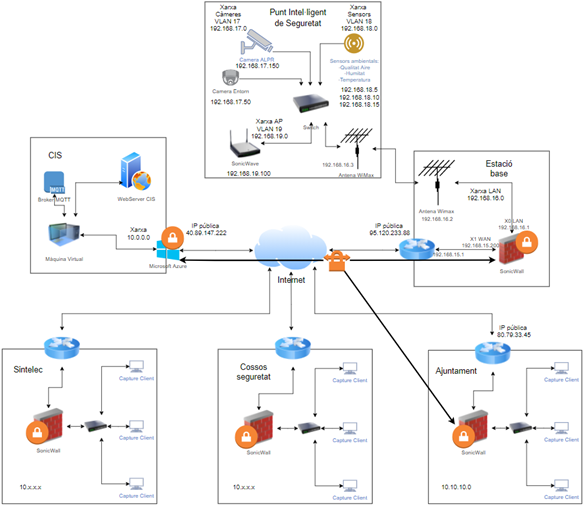 Xarxa
Càmeres
VLAN 17
192.168.17.0
Punt Intel·ligent
de Seguretat
Xarxa
Sensors
VLAN 18
192.168.18.0
Camera ALPR
192.168.17.150
Sensors ambientals:
-Qualitat Aire
-Humitat
-Temperatura
Camera Entorn
192.168.17.50
192.168.18.5
192.168.18.10
192.168.18.15
Switch
Xarxa AP
VLAN 19
192.168.19.0
SonicWave
192.168.19.100
192.168.16.3
Antena WiMax
CIS
MQTT
BrokerMQTT
WebServer CIS
Màquina Virtual
Xarxa
10.0.0.0
IP pública
40.89.147.222
Microsoft Azure
Internet
IP pública
95.120.233.88
Estació
base
Antena Wimax
192.168.16.2
Xarxa LAN
192.168.16.0
X0 LAN
192.168.16.1
X1 WAN
192.168.15.200
192.168.15.1
SonicWall
Sintelec
Capture Client
SonicWall
Capture Client
10.x.x.x
Capture Client
Cossos
seguretat
Capture Client
SonicWall
Capture Client
10.x.x.x
Capture Client
IP pública
80.79.33.45
Ajuntament
Capture Client
SonicWall
Capture Client
10.10.10.0
Capture Client